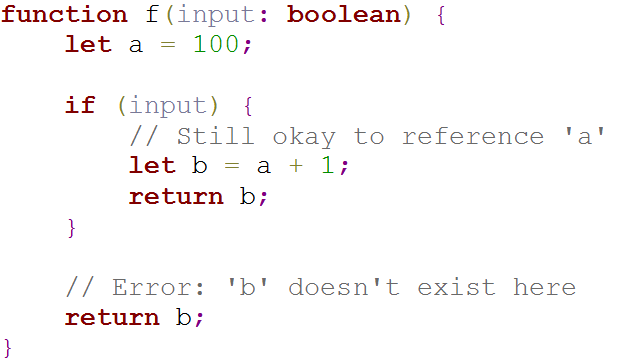 function f(input: boolean) {
    let a = 100;

    if (input) {
        // Still okay to reference 'a'
        let b = a + 1;
        return b;
    }

    // Error: 'b' doesn't exist here
    return b;
}